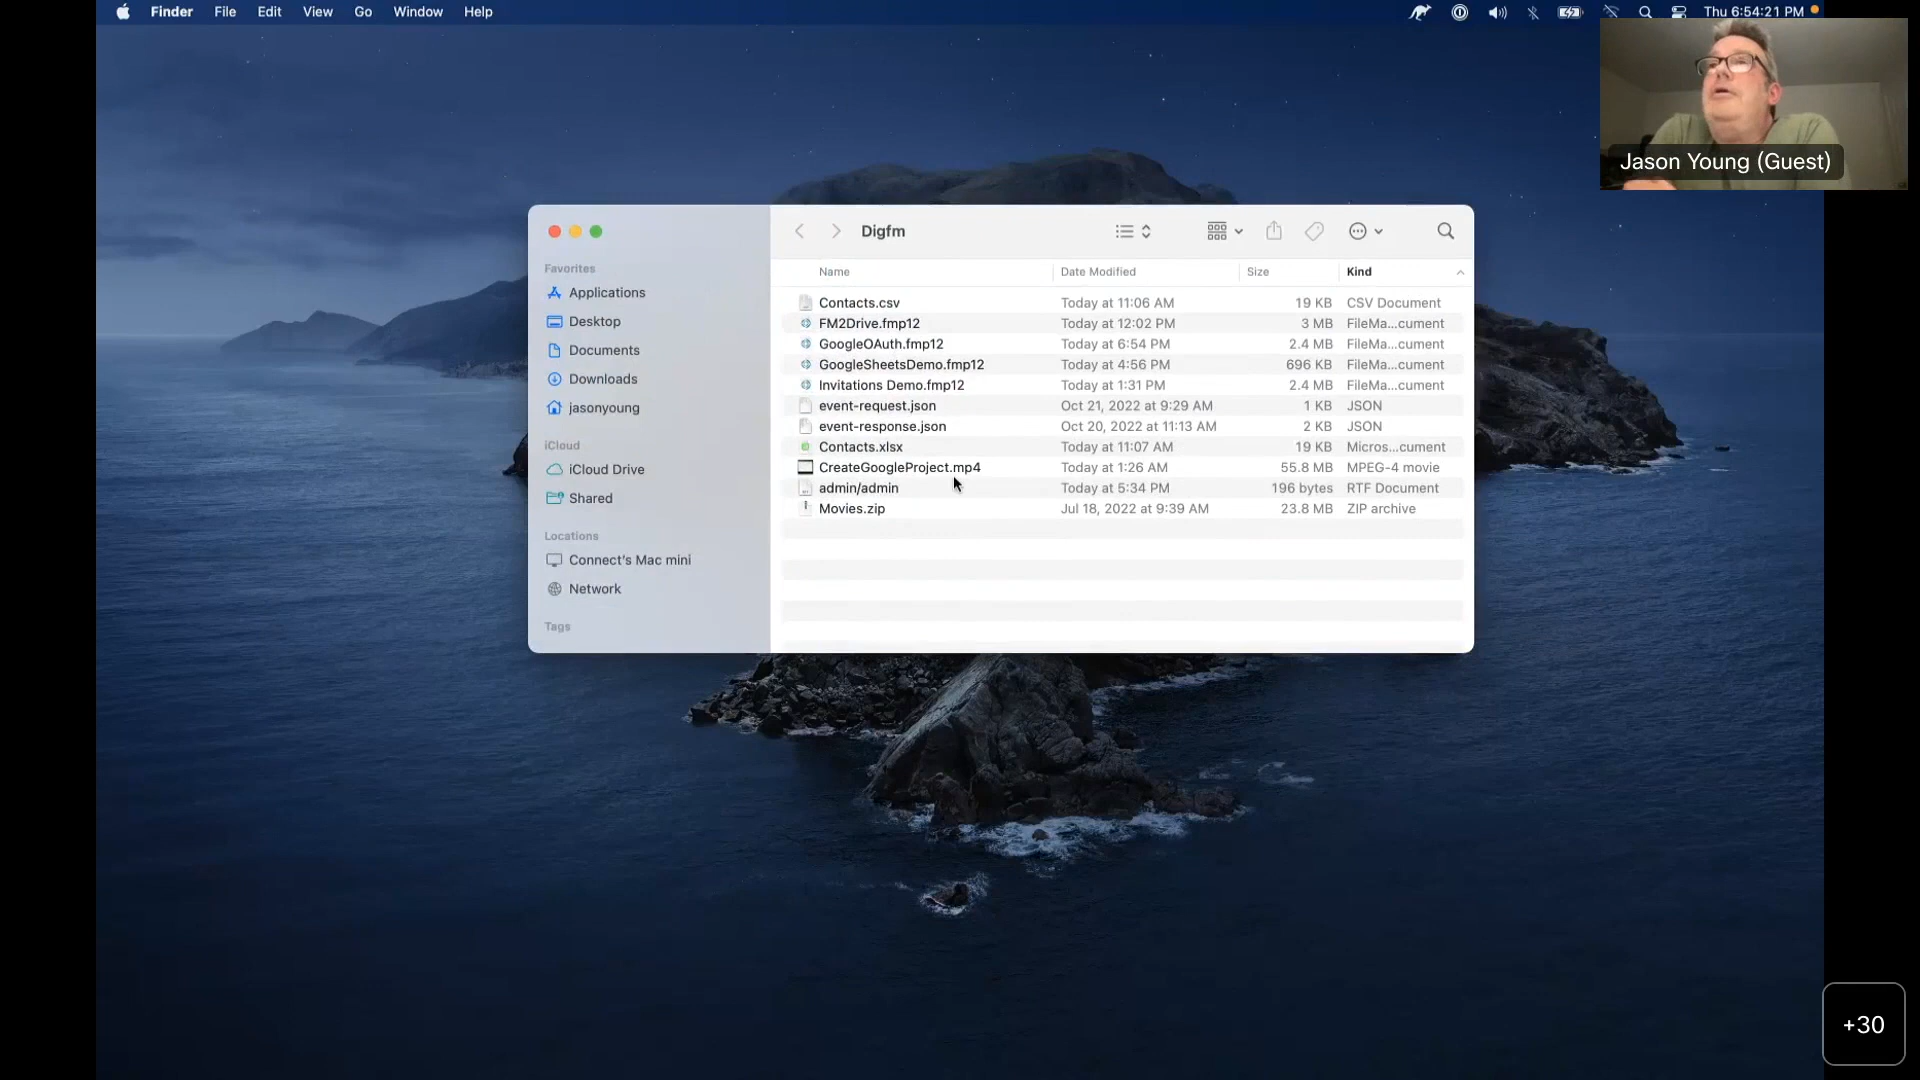 Finder File Edit View Go Window Help
Thu 6:54:21 PM
Jason Young (Guest)
Digfm
Favorites
Applications
Desktop
Documents
Downloads
jasonyoung
iCloud
iCloud Drive
Shared
Locations
Connect's Mac mini
Network
Tags
Name Date Modified Size Kind
Contacts.csv Today at 11:06 AM 19 KB CSV Document
FM2Drive.fmp12 Today at 12:02 PM 3 MB FileMa...cument
GoogleOAuth.fmp12 Today at 6:54 PM 2.4 MB FileMa...cument
GoogleSheetsDemo.fmp12 Today at 4:56 PM 696 KB FileMa...cument
Invitations Demo.fmp12 Today at 1:31 PM 2.4 MB FileMa...cument
event-request.json Oct 21, 2022 at 9:29 AM 1 KB JSON
event-response.json Oct 20, 2022 at 11:13 AM 2 KB JSON
Contacts.xlsx Today at 11:07 AM 19 KB Micros...cument
CreateGoogleProject.mp4 Today at 1:26 AM 55.8 MB MPEG-4 movie
admin/admin Today at 5:34 PM 196 bytes RTF Document
Movies.zip Jul 18, 2022 at 9:39 AM 23.8 MB ZIP archive
+30